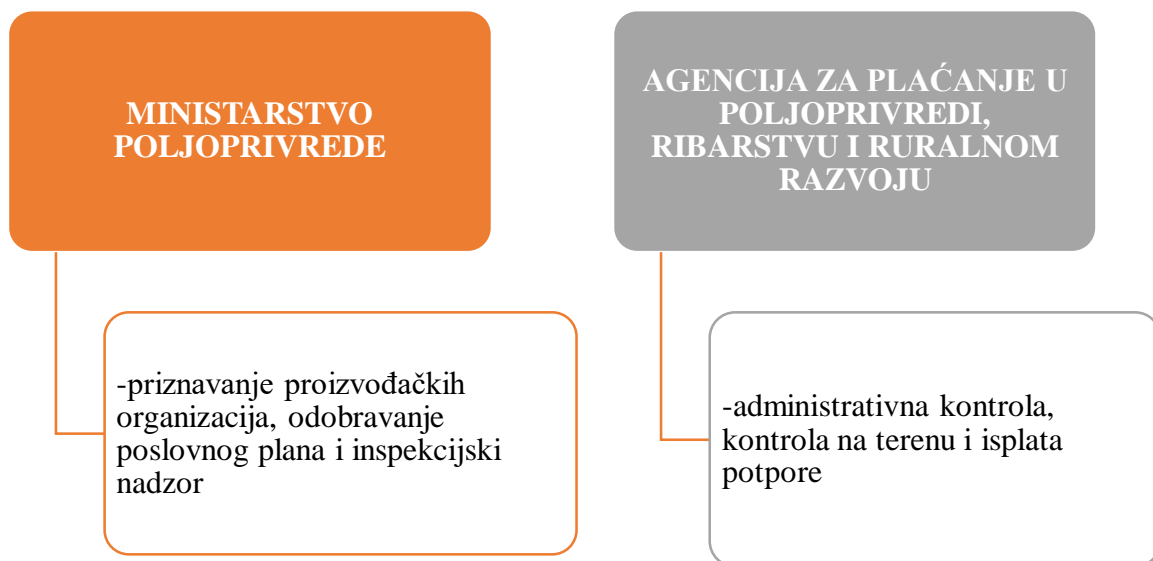 MINISTARSTVO
POLJOPRIVREDE
-priznavanje proizvođačkih
organizacija, odobravanje
poslovnog plana i inspekcijski
nadzor
AGENCIJA ZA PLAĆANJE U
POLJOPRIVREDI,
RIBARSTVU I RURALNOM
RAZVOJU
-administrativna kontrola,
kontrola na terenu i isplata
potpore